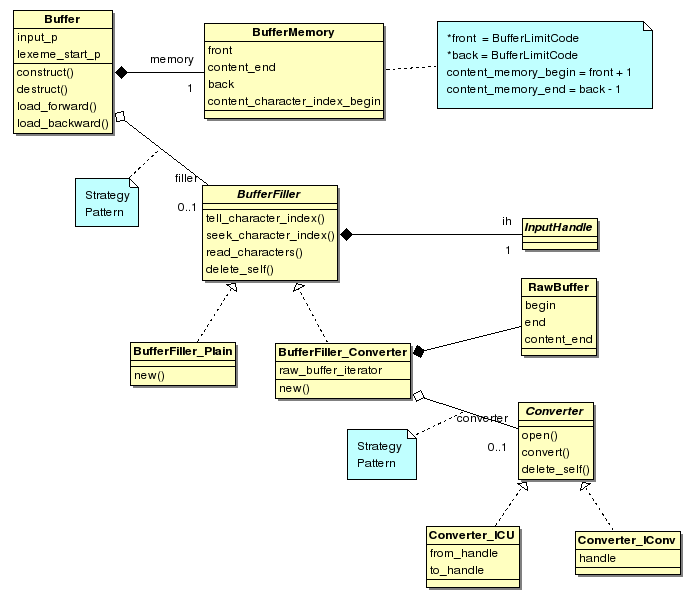 Buffer
input_p
lexeme_start_p
construct()
destruct()
load_forward()
load_backward()
memory
1
BufferMemory
front
content_end
back
content_character_index_begin
*front = BufferLimitCode
*back = BufferLimitCode
content_memory_begin = front + 1
content_memory_end = back - 1
Strategy
Pattern
filler
0..1
BufferFiller
tell_character_index()
seek_character_index()
read_characters()
delete_self()
ih
1
InputHandle
RawBuffer
begin
end
content_end
BufferFiller_Plain
new()
BufferFiller_Converter
raw_buffer_iterator
new()
Strategy
Pattern
converter
0..1
Converter
open()
convert()
delete_self()
Converter_ICU
from_handle
to_handle
Converter_IConv
handle